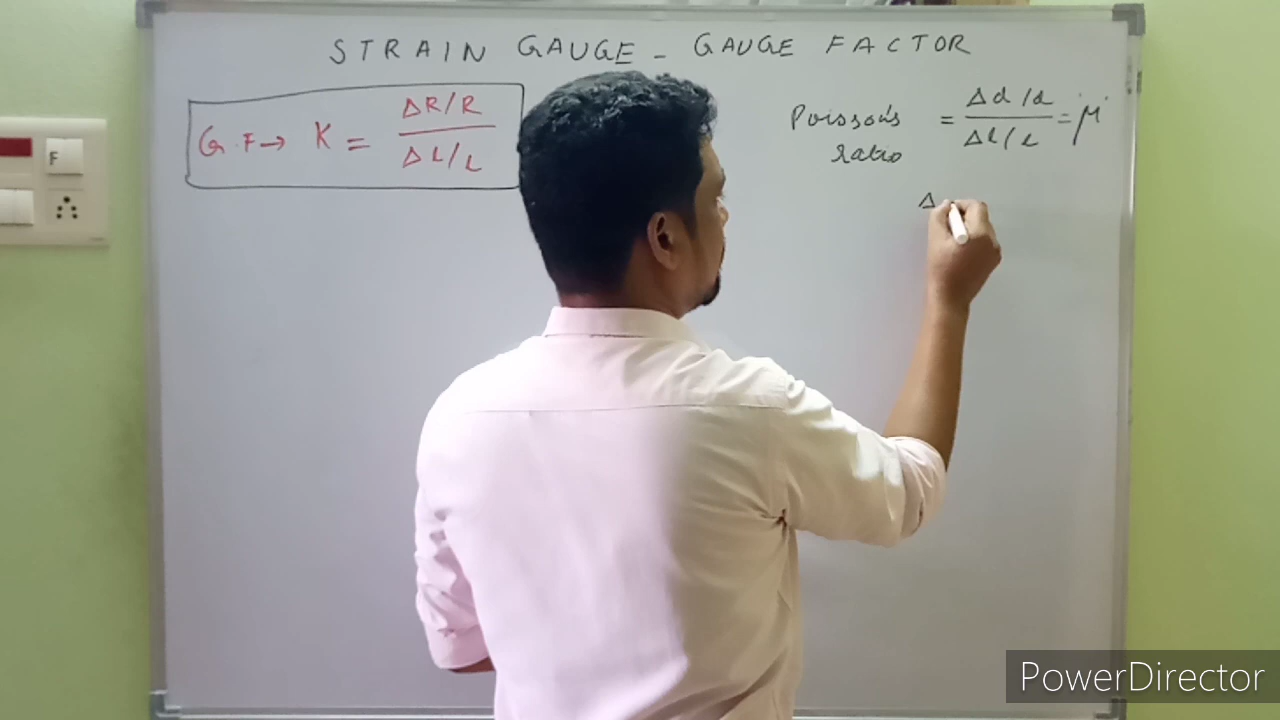 STRAIN GAUGE - GAUGE FACTOR
G.F → K = ΔR/R / ΔL/L
Poisson's ratio = Δd/d / ΔL/L = μ
Δ
F
PowerDirector